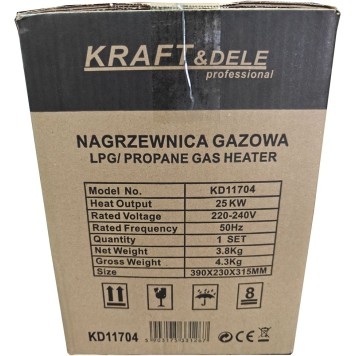 KRAFT&DELE
professional
NAGRZEWNICA GAZOWA
LPG/ PROPANE GAS HEATER
Model No. KD11704
Heat Output 25 KW
Rated Voltage 220-240V
Rated Frequency 50Hz
Quantity 1 SET
Net Weight 3.8Kg
Gross Weight 4.3Kg
Size 390X230X315MM
8
KD11704
CE